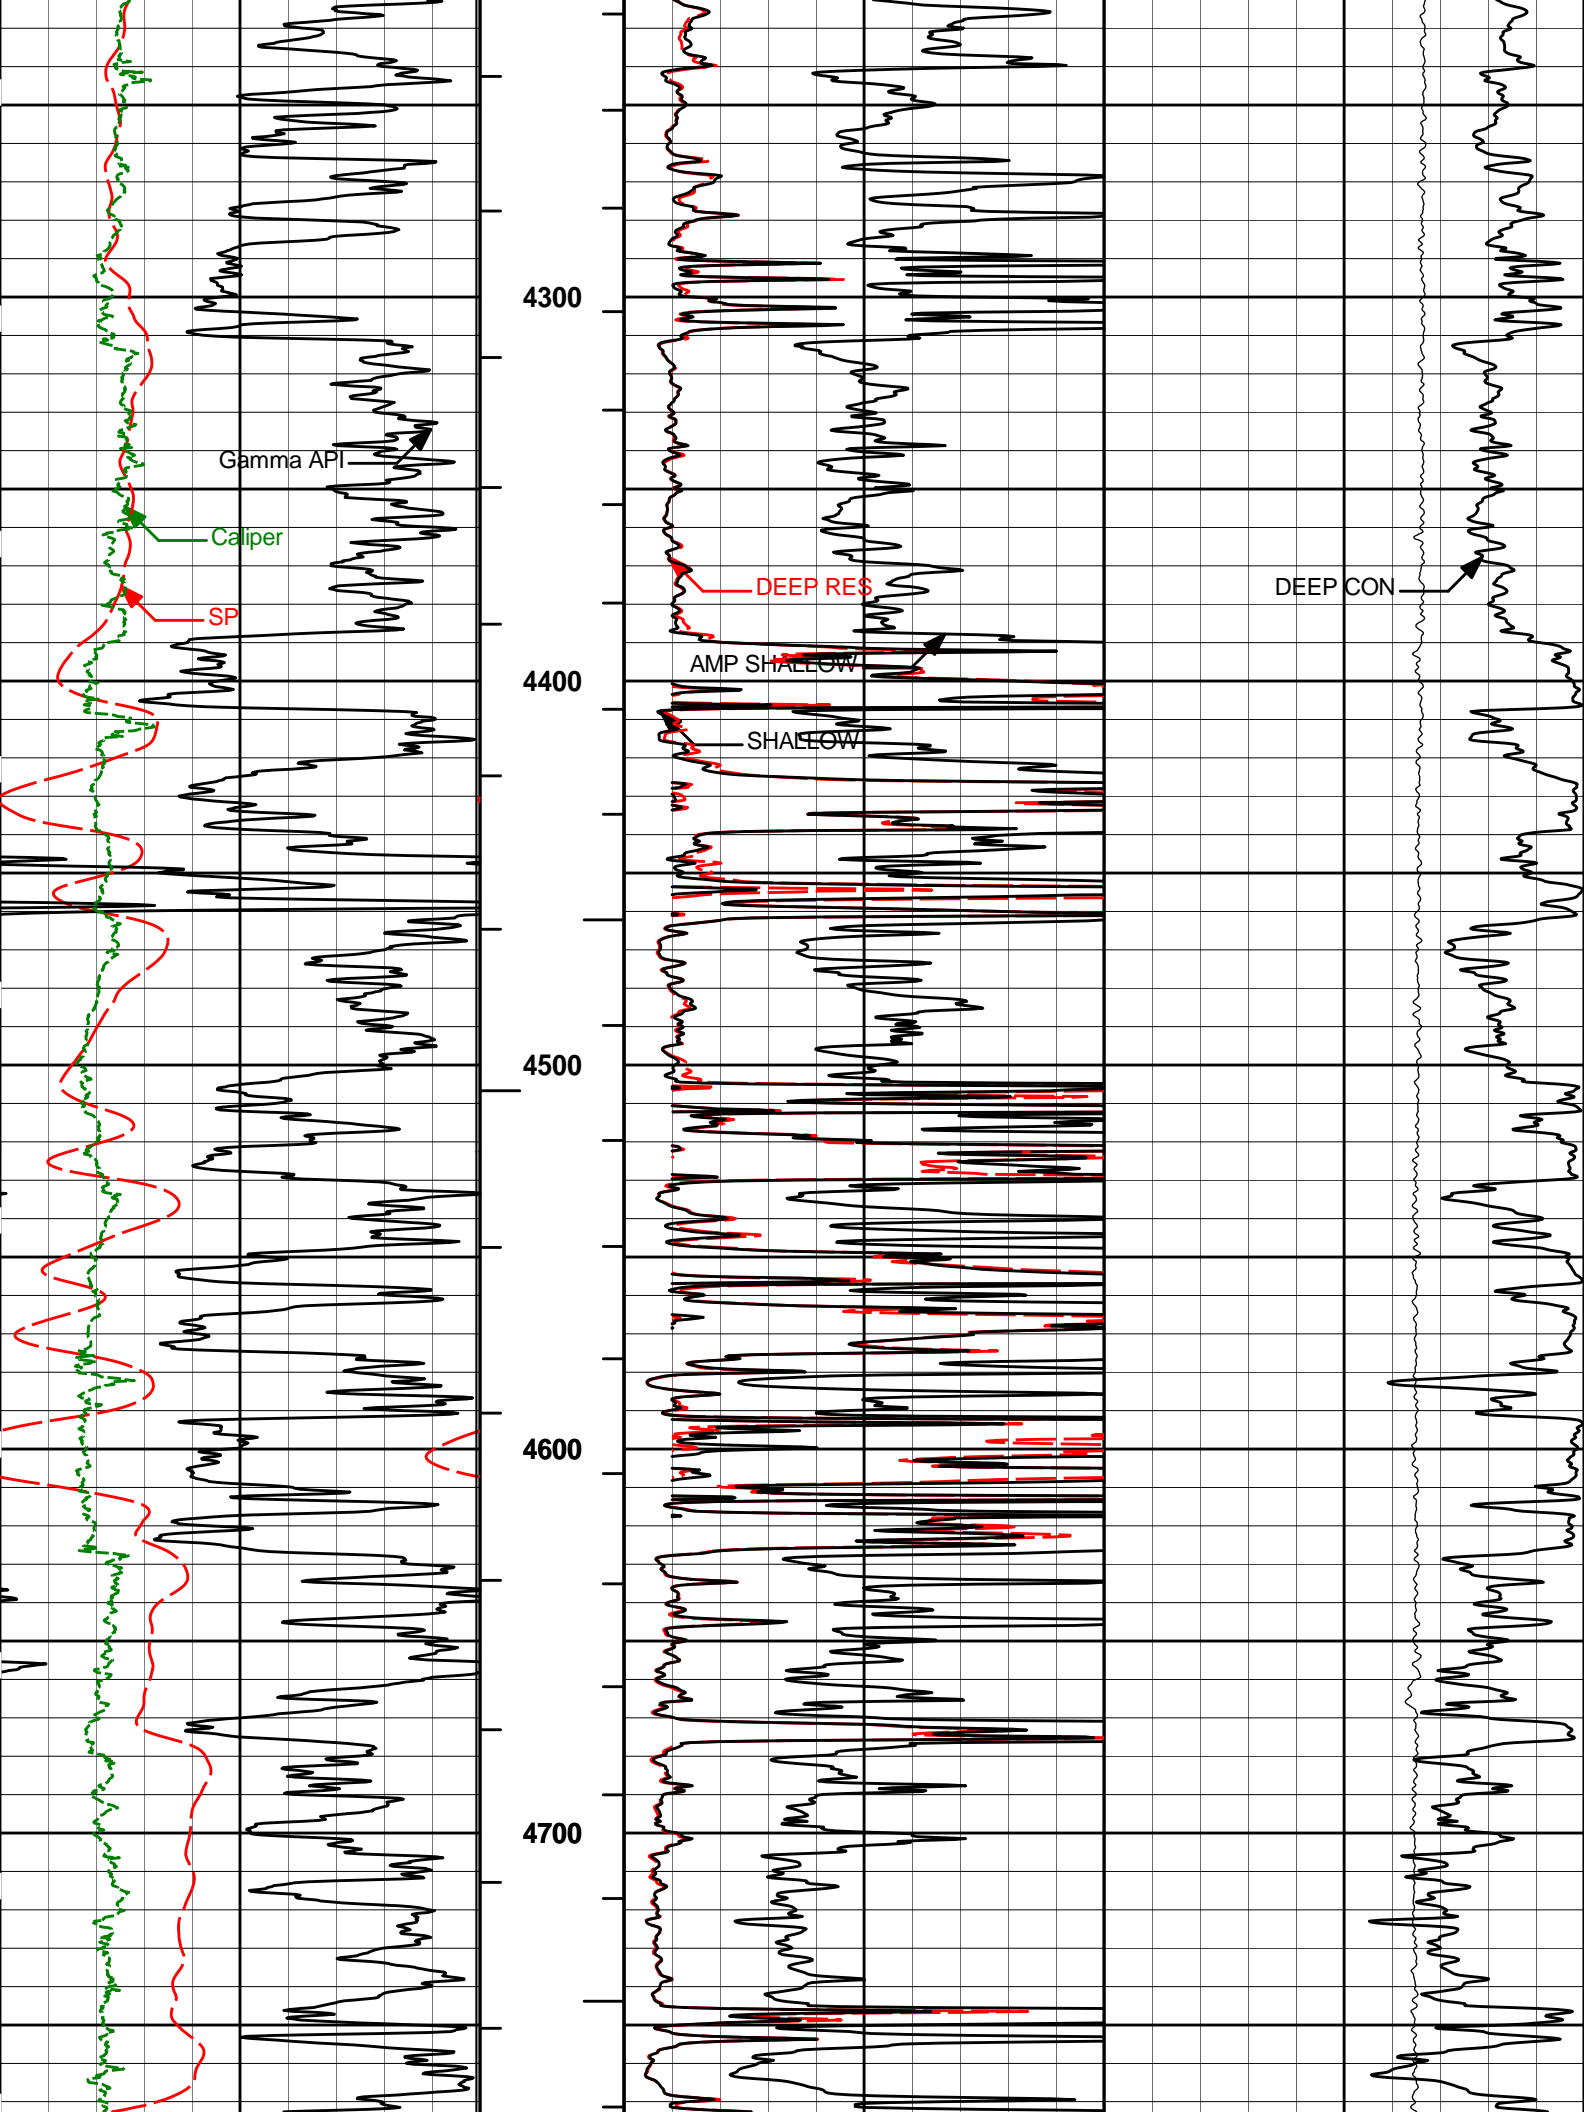 4300
Gamma API
Caliper
DEEP RES
DEEP CON
SP
AMP SHALLOW
4400
SHALLOW
4500
4600
4700